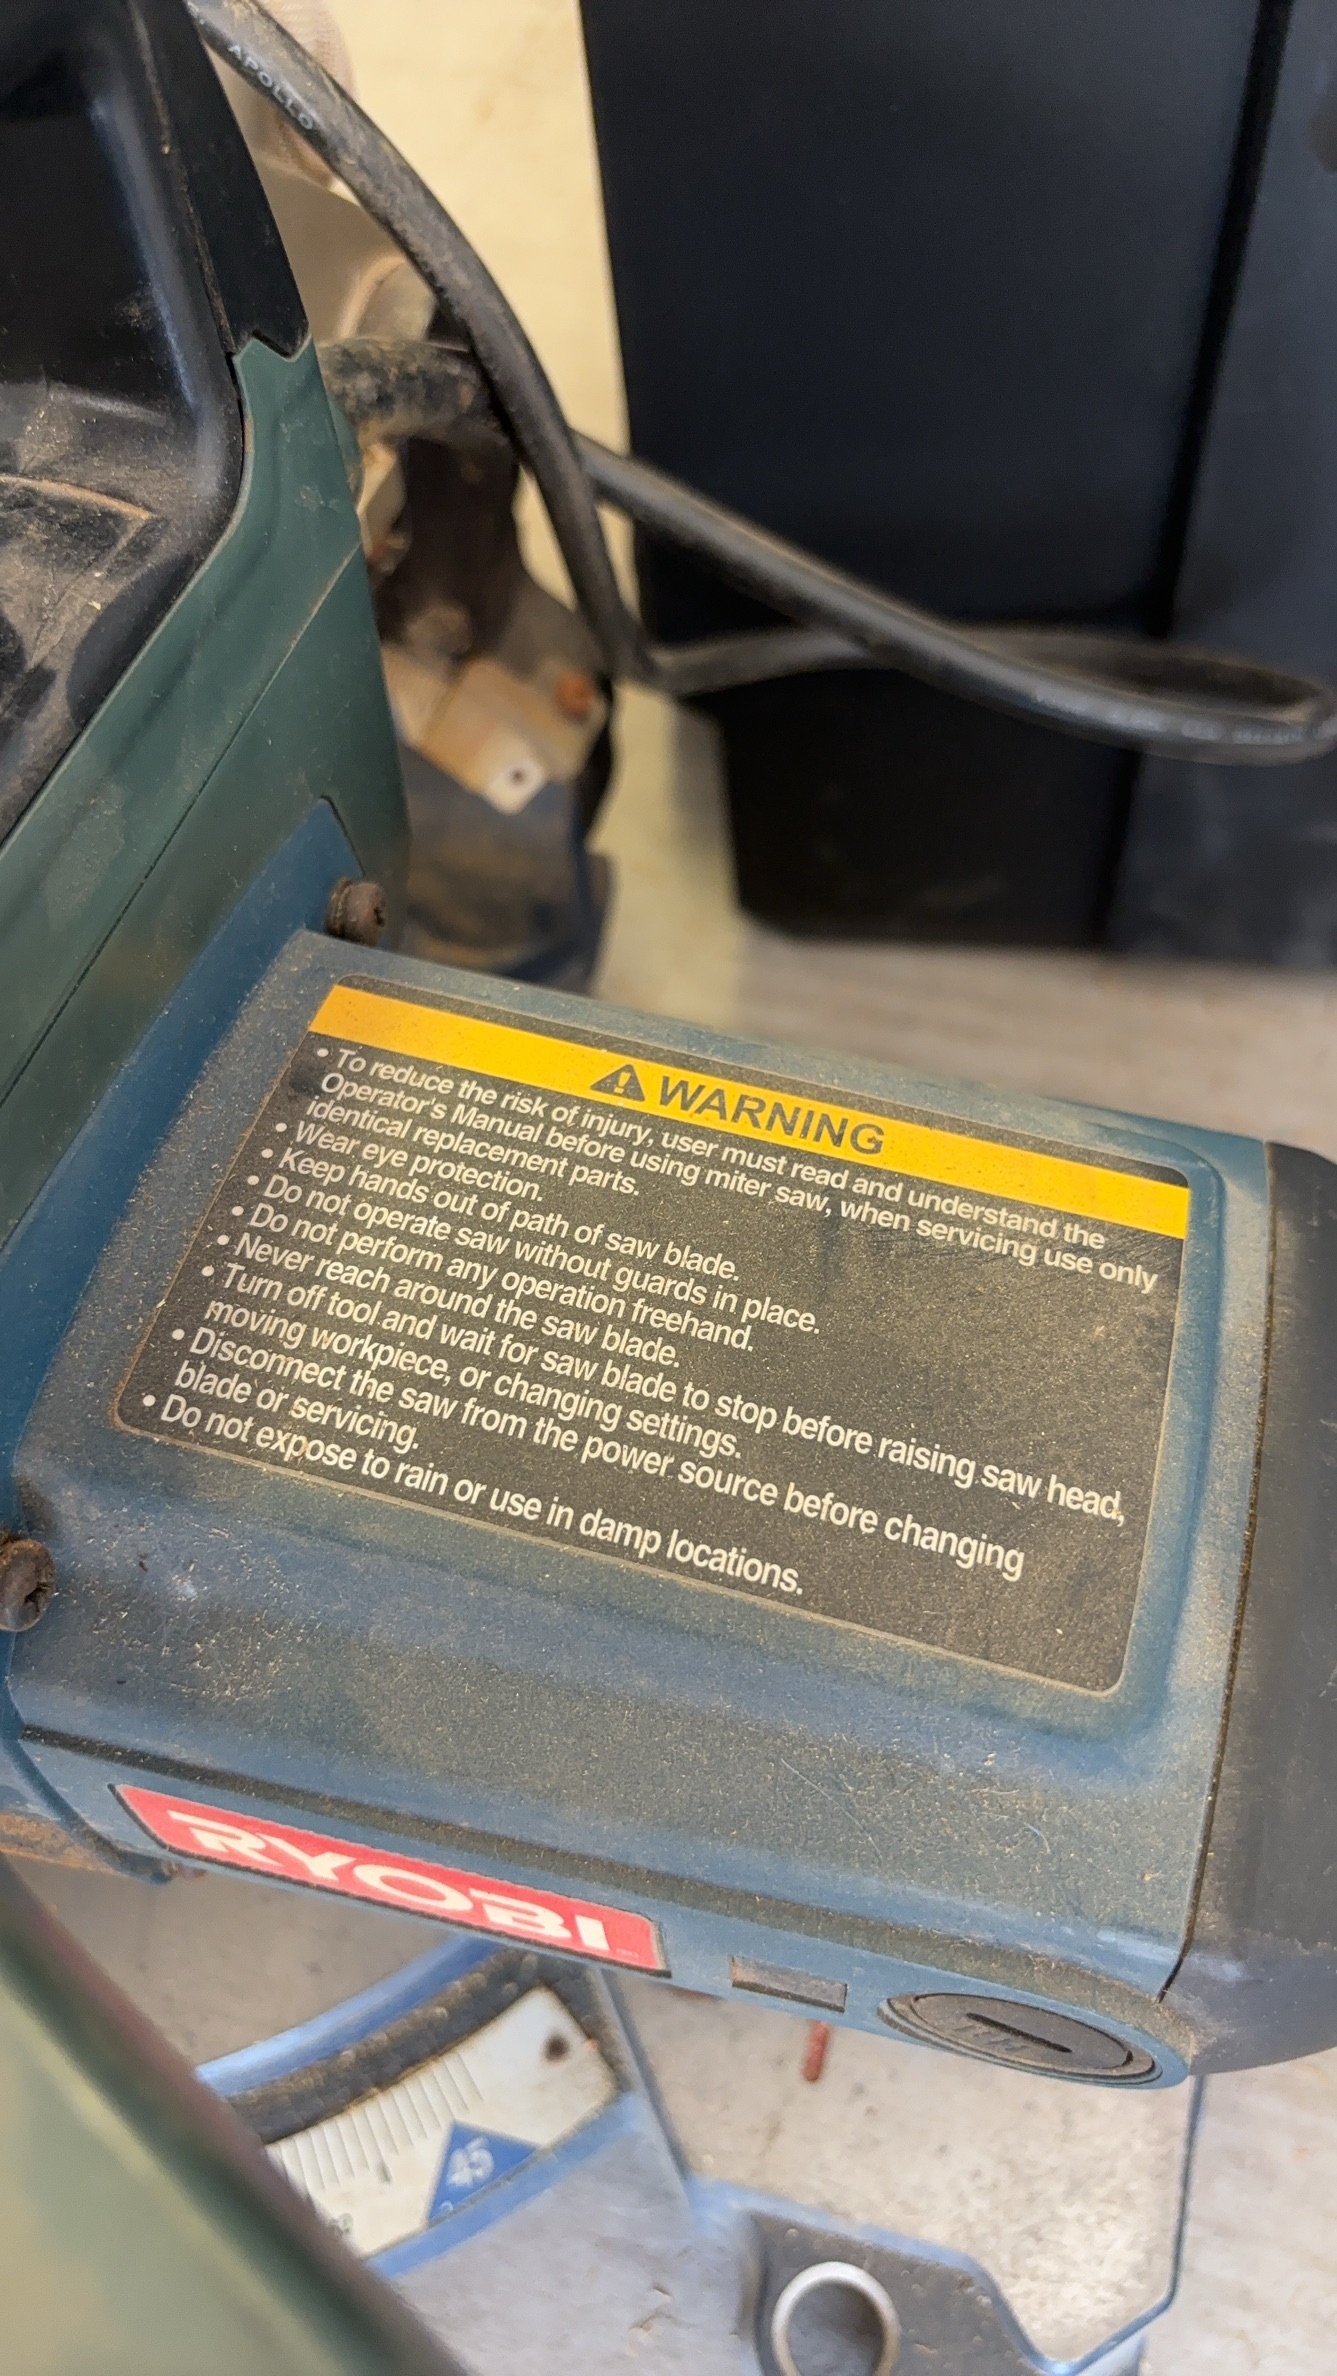 APOLLO
WARNING
• To reduce the risk of injury, user must read and understand the
Operator's Manual before using miter saw, when servicing use only
identical replacement parts.
• Wear eye protection.
• Keep hands out of path of saw blade.
• Do not operate saw without guards in place.
• Do not perform any operation freehand.
• Never reach around the saw blade.
• Turn off tool and wait for saw blade to stop before raising saw head,
moving workpiece, or changing settings.
• Disconnect the saw from the power source before changing
blade or servicing.
• Do not expose to rain or use in damp locations.
RYOBI
45